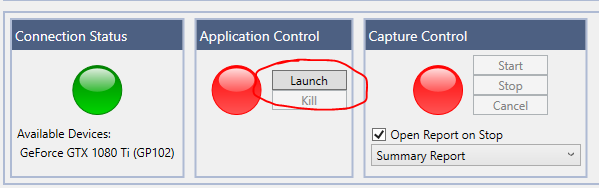 Connection Status
Available Devices:
GeForce GTX 1080 Ti (GP102)
Application Control
Launch
Kill
Capture Control
Start
Stop
Cancel
Open Report on Stop
Summary Report